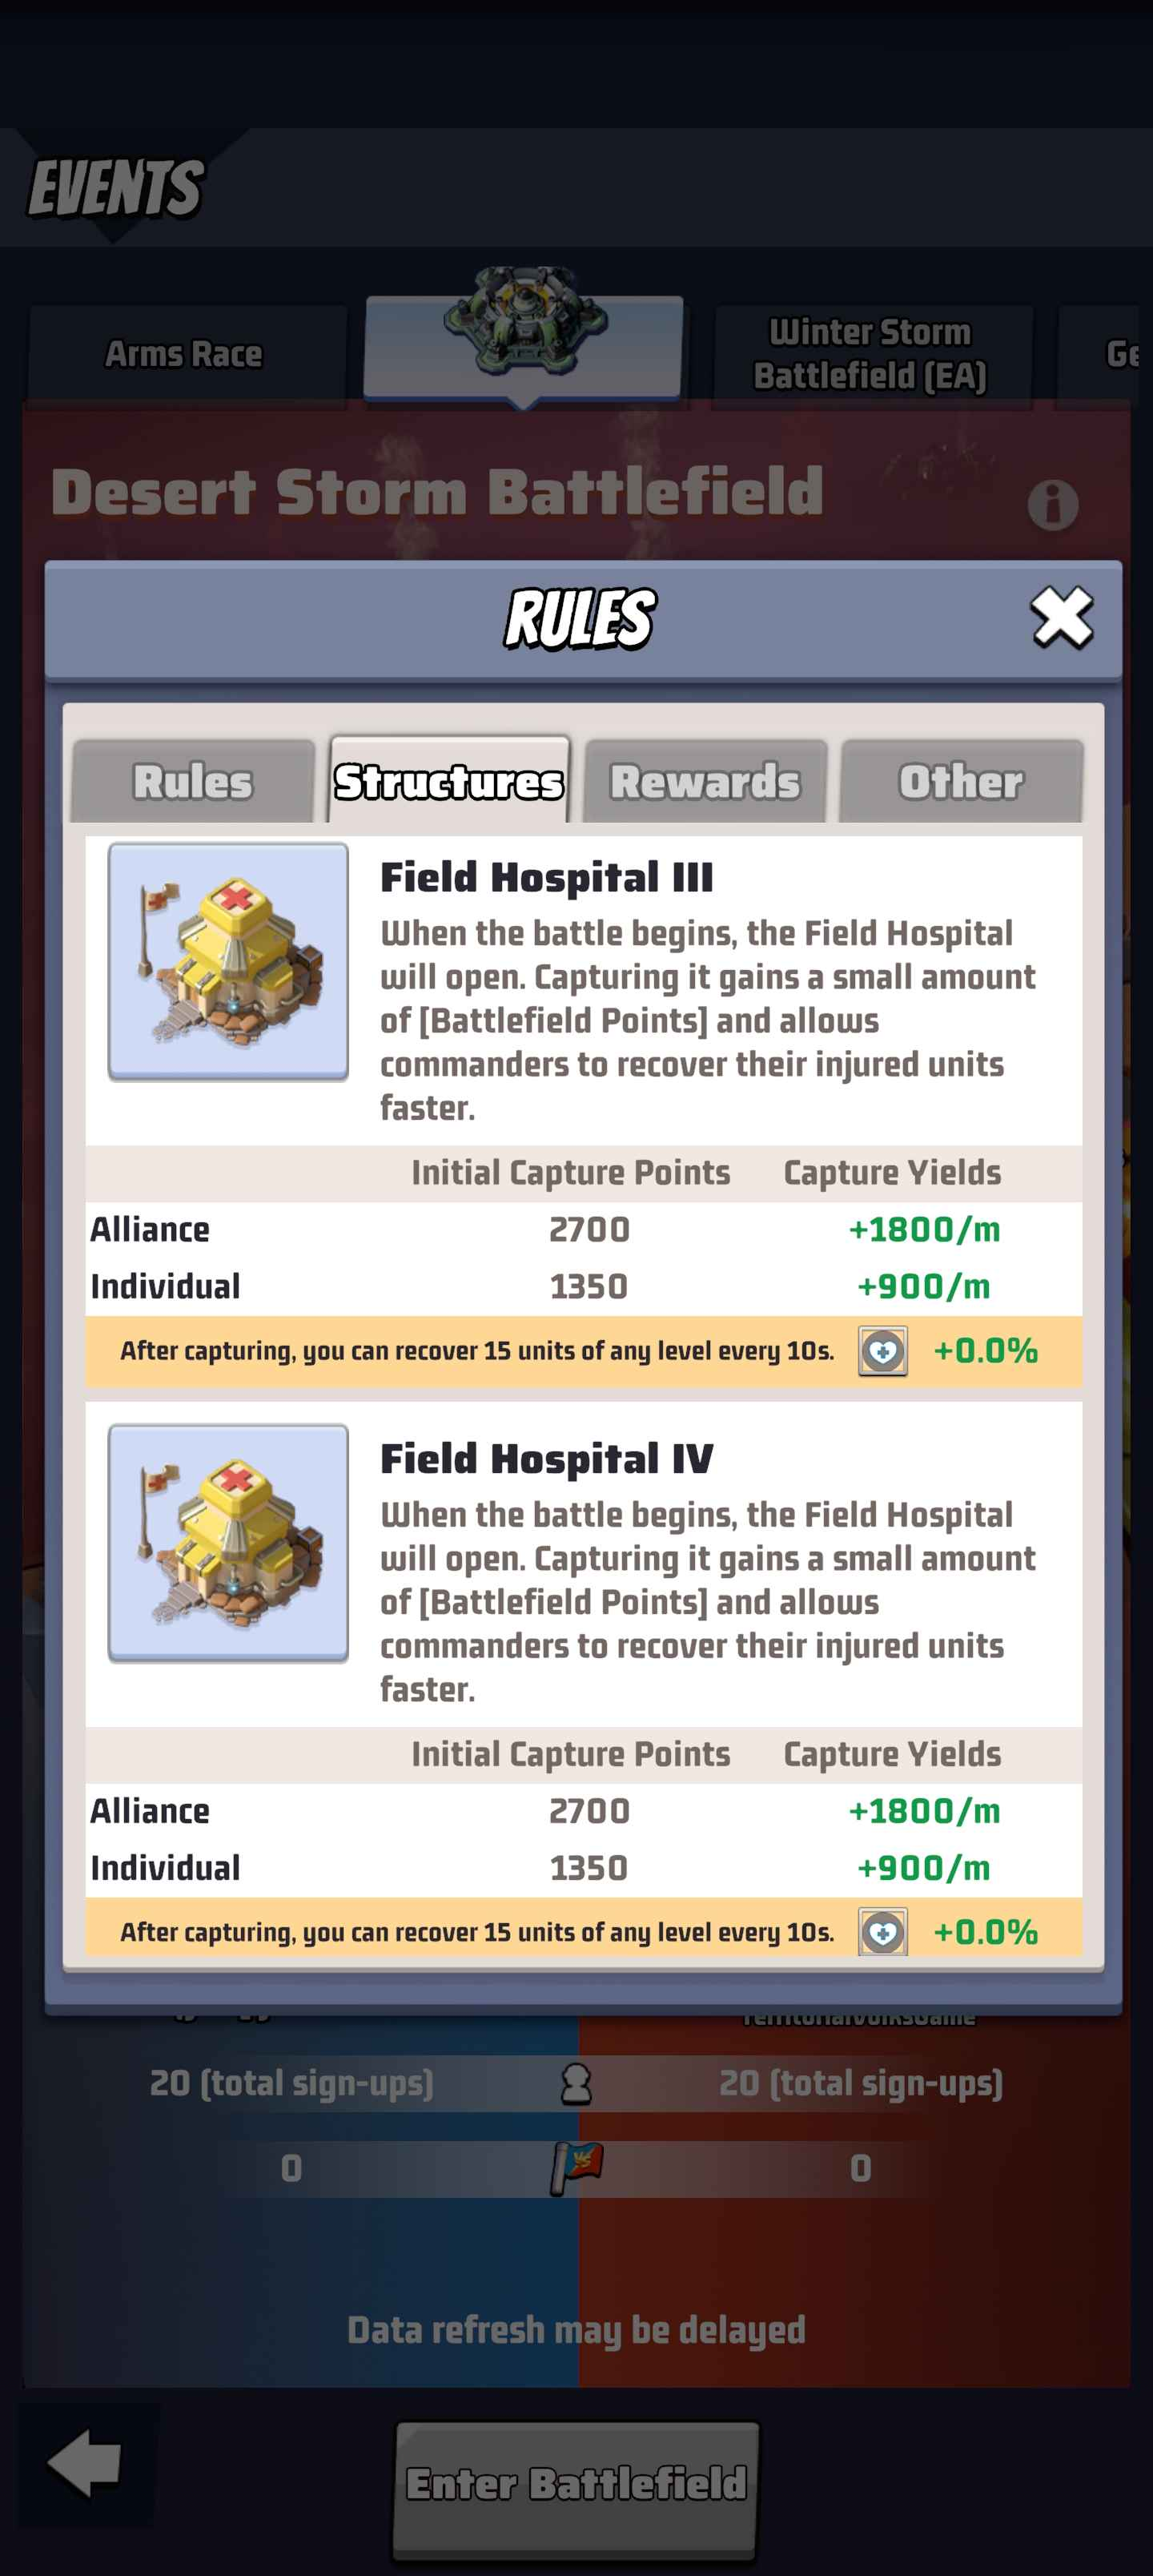 EVENTS
Arms Race
Winter Storm
Battlefield (EA)
Desert Storm Battlefield
RULES
Rules
Structures
Rewards
Other
Field Hospital III
When the battle begins, the Field Hospital
will open. Capturing it gains a small amount
of [Battlefield Points] and allows
commanders to recover their injured units
faster.
Initial Capture Points Capture Yields
Alliance 2700 +1800/m
Individual 1350 +900/m
After capturing, you can recover 15 units of any level every 10s. +0.0%
Field Hospital IV
When the battle begins, the Field Hospital
will open. Capturing it gains a small amount
of [Battlefield Points] and allows
commanders to recover their injured units
faster.
Initial Capture Points Capture Yields
Alliance 2700 +1800/m
Individual 1350 +900/m
After capturing, you can recover 15 units of any level every 10s. +0.0%
20 (total sign-ups) 20 (total sign-ups)
0 0
Data refresh may be delayed
Enter Battlefield